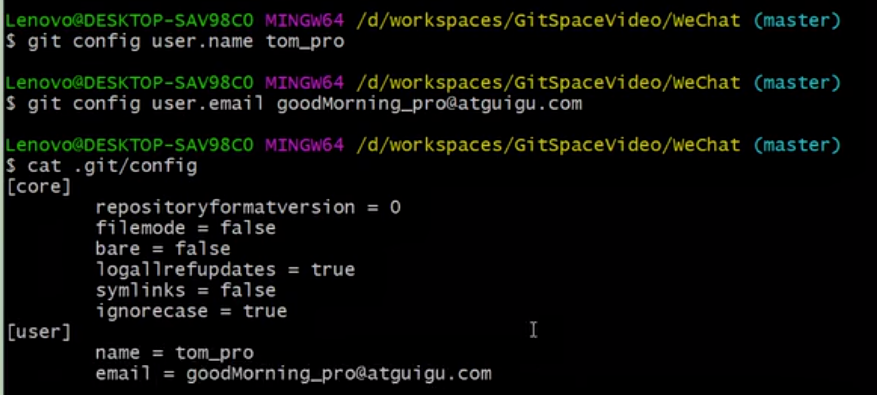 Lenovo@DESKTOP-SAV98C0 MINGW64 /d/workspaces/GitSpaceVideo/WeChat (master)
$ git config user.name tom_pro
Lenovo@DESKTOP-SAV98C0 MINGW64 /d/workspaces/GitSpaceVideo/WeChat (master)
$ git config user.email goodMorning_pro@atguigu.com
Lenovo@DESKTOP-SAV98C0 MINGW64 /d/workspaces/GitSpaceVideo/WeChat (master)
$ cat .git/config
[core]
        repositoryformatversion = 0
        filemode = false
        bare = false
        logallrefupdates = true
        symlinks = false
        ignorecase = true
[user]
        name = tom_pro
        email = goodMorning_pro@atguigu.com